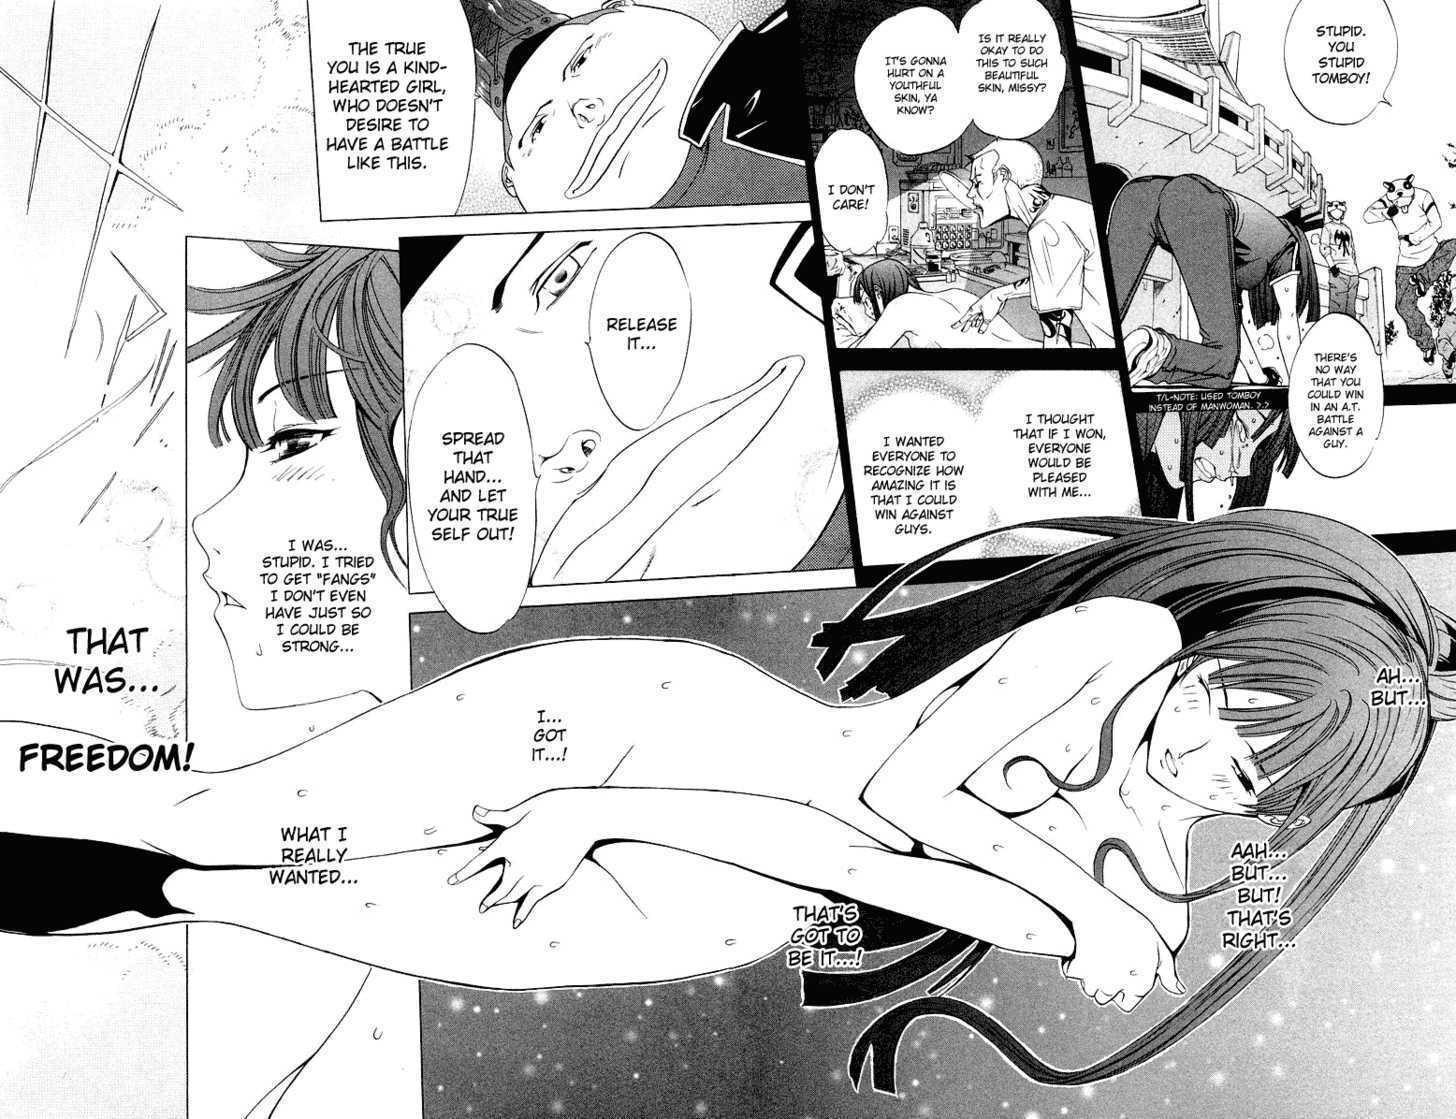 STUPID.
YOU
STUPID
TOMBOY!
THERE'S
NO WAY
THAT YOU
COULD WIN
IN AN A.T.
BATTLE
AGAINST A
GUY.
T/L-NOTE: USED TOMBOY
INSTEAD OF MANWOMAN. >.>
IS IT REALLY
OKAY TO DO
THIS TO SUCH
BEAUTIFUL
SKIN, MISSY?
IT'S GONNA
HURT ON A
YOUTHFUL
SKIN, YA
KNOW?
I DON'T
CARE!
I THOUGHT
THAT IF I WON,
EVERYONE
WOULD BE
PLEASED
WITH ME...
I WANTED
EVERYONE TO
RECOGNIZE HOW
AMAZING IT IS
THAT I COULD
WIN AGAINST
GUYS.
THE TRUE
YOU IS A KIND-
HEARTED GIRL,
WHO DOESN'T
DESIRE TO
HAVE A BATTLE
LIKE THIS.
RELEASE
IT...
SPREAD
THAT
HAND...
AND LET
YOUR TRUE
SELF OUT!
I WAS...
STUPID. I TRIED
TO GET "FANGS"
I DON'T EVEN
HAVE JUST SO
I COULD BE
STRONG...
AH...
BUT...
AAH...
BUT...
BUT!
THAT'S
RIGHT...
THAT'S
GOT TO
BE IT...!
I...
GOT
IT...!
WHAT I
REALLY
WANTED...
THAT
WAS...
FREEDOM!